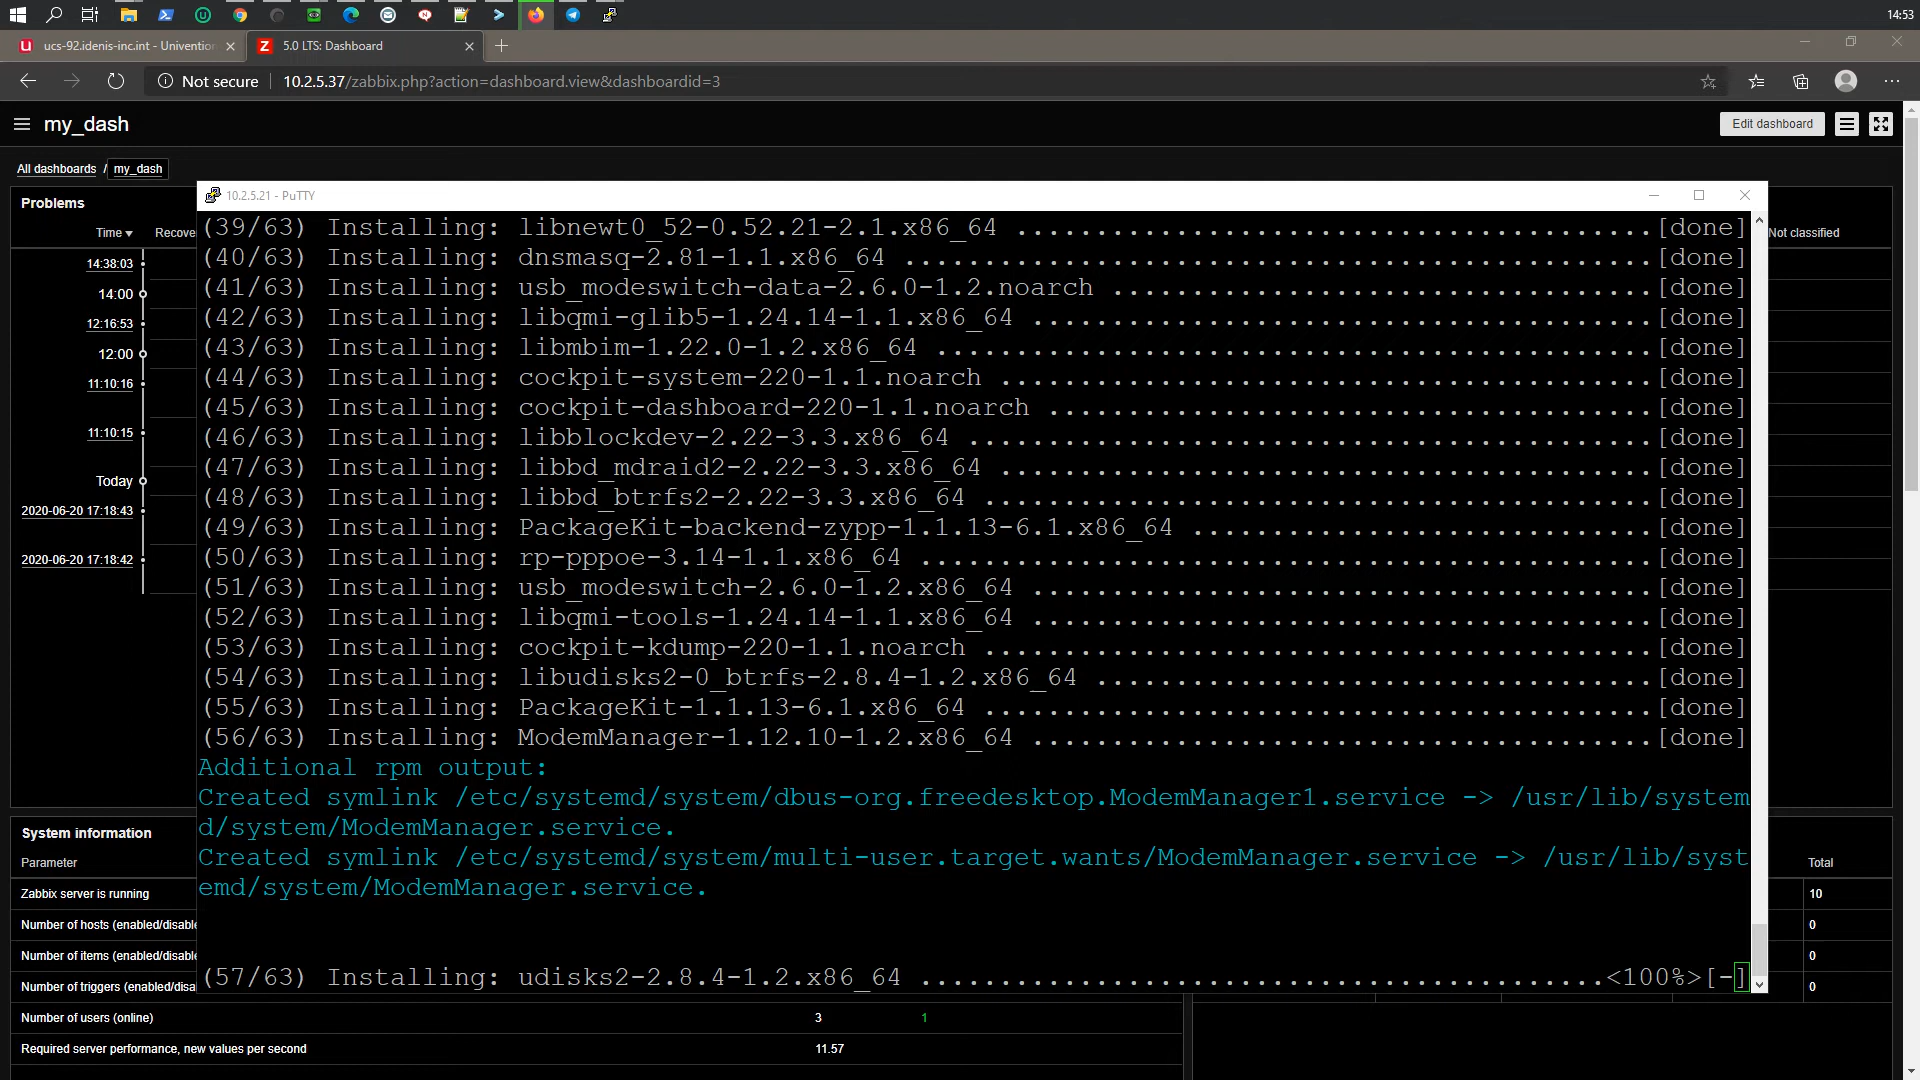 14:53
ucs-92.idenis-inc.int - Univention
5.0 LTS: Dashboard
Not secure
10.2.5.37/zabbix.php?action=dashboard.view&dashboardid=3
my_dash
Edit dashboard
All dashboards / my_dash
Problems
Time ▼ Recove
Not classified
14:38:03
14:00
12:16:53
12:00
11:10:16
11:10:15
Today
2020-06-20 17:18:43
2020-06-20 17:18:42
10.2.5.21 - PuTTY
(39/63) Installing: libnewt0_52-0.52.21-2.1.x86_64 ........................................[done]
(40/63) Installing: dnsmasq-2.81-1.1.x86_64 ...............................................[done]
(41/63) Installing: usb_modeswitch-data-2.6.0-1.2.noarch ..................................[done]
(42/63) Installing: libqmi-glib5-1.24.14-1.1.x86_64 .......................................[done]
(43/63) Installing: libmbim-1.22.0-1.2.x86_64 .............................................[done]
(44/63) Installing: cockpit-system-220-1.1.noarch .........................................[done]
(45/63) Installing: cockpit-dashboard-220-1.1.noarch ......................................[done]
(46/63) Installing: libblockdev-2.22-3.3.x86_64 ...........................................[done]
(47/63) Installing: libbd_mdraid2-2.22-3.3.x86_64 .........................................[done]
(48/63) Installing: libbd_btrfs2-2.22-3.3.x86_64 ..........................................[done]
(49/63) Installing: PackageKit-backend-zypp-1.1.13-6.1.x86_64 .............................[done]
(50/63) Installing: rp-pppoe-3.14-1.1.x86_64 ..............................................[done]
(51/63) Installing: usb_modeswitch-2.6.0-1.2.x86_64 .......................................[done]
(52/63) Installing: libqmi-tools-1.24.14-1.1.x86_64 .......................................[done]
(53/63) Installing: cockpit-kdump-220-1.1.noarch ..........................................[done]
(54/63) Installing: libudisks2-0_btrfs-2.8.4-1.2.x86_64 ...................................[done]
(55/63) Installing: PackageKit-1.1.13-6.1.x86_64 ..........................................[done]
(56/63) Installing: ModemManager-1.12.10-1.2.x86_64 .......................................[done]
Additional rpm output:
Created symlink /etc/systemd/system/dbus-org.freedesktop.ModemManager1.service -> /usr/lib/system
d/system/ModemManager.service.
Created symlink /etc/systemd/system/multi-user.target.wants/ModemManager.service -> /usr/lib/syst
emd/system/ModemManager.service.
(57/63) Installing: udisks2-2.8.4-1.2.x86_64 ...........................................<100%>[-]
System information
Parameter
Total
Zabbix server is running
10
Number of hosts (enabled/disable
0
Number of items (enabled/disable
0
Number of triggers (enabled/disa
0
Number of users (online) 3 1
Required server performance, new values per second 11.57